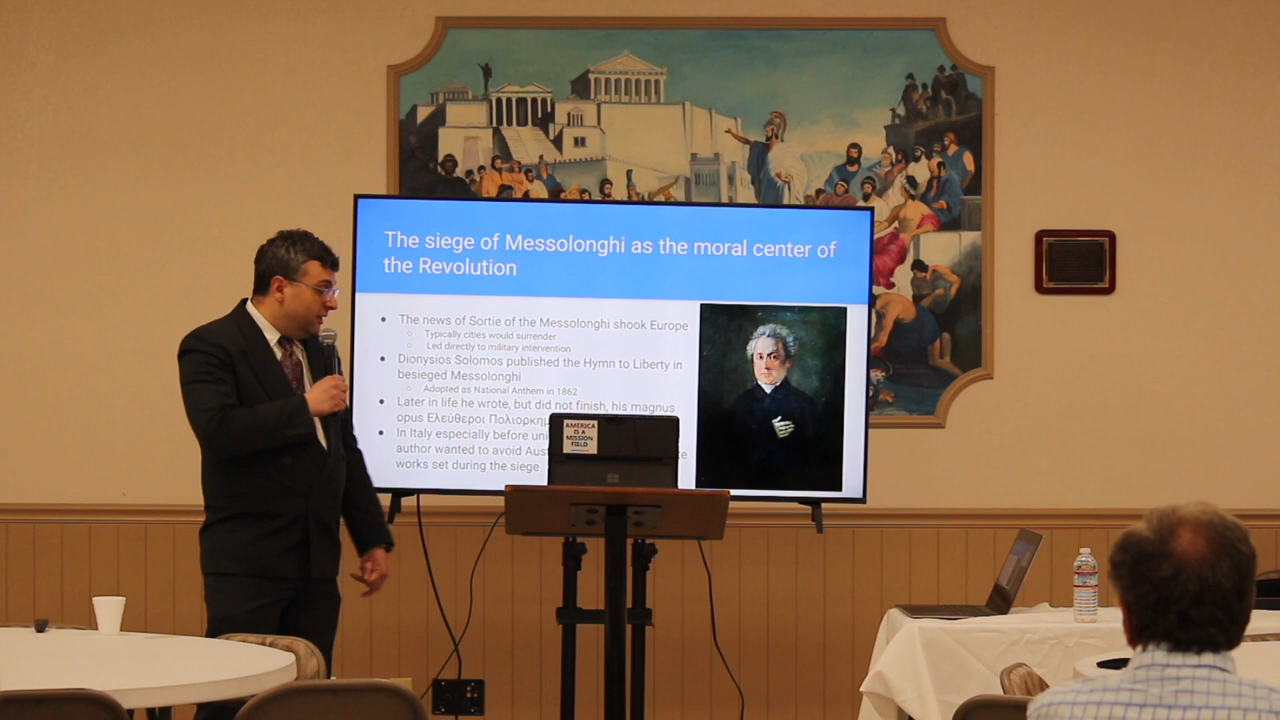 The siege of Messolonghi as the moral center of
the Revolution
The news of Sortie of the Messolonghi shook Europe
Typically cities would surrender
Led directly to military intervention
Dionysios Solomos published the Hymn to Liberty in
besieged Messolonghi
Adopted as National Anthem in 1862
Later in life he wrote, but did not finish, his magnus
opus Ελεύθεροι
In Italy especially before
author wanted to avoid
works set during the siege
AMERICA
IS A
MISSION
FIELD